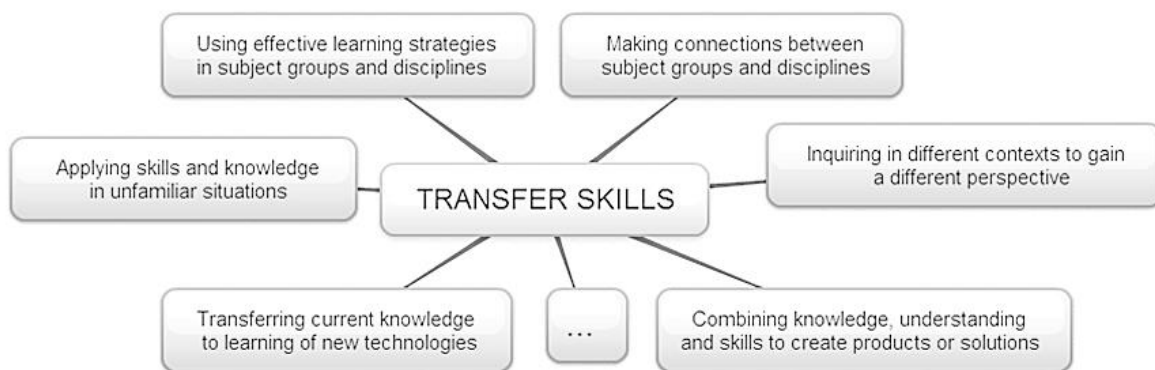 Using effective learning strategies
in subject groups and disciplines
Making connections between
subject groups and disciplines
Applying skills and knowledge
in unfamiliar situations
TRANSFER SKILLS
Inquiring in different contexts to gain
a different perspective
Transferring current knowledge
to learning of new technologies
...
Combining knowledge, understanding
and skills to create products or solutions